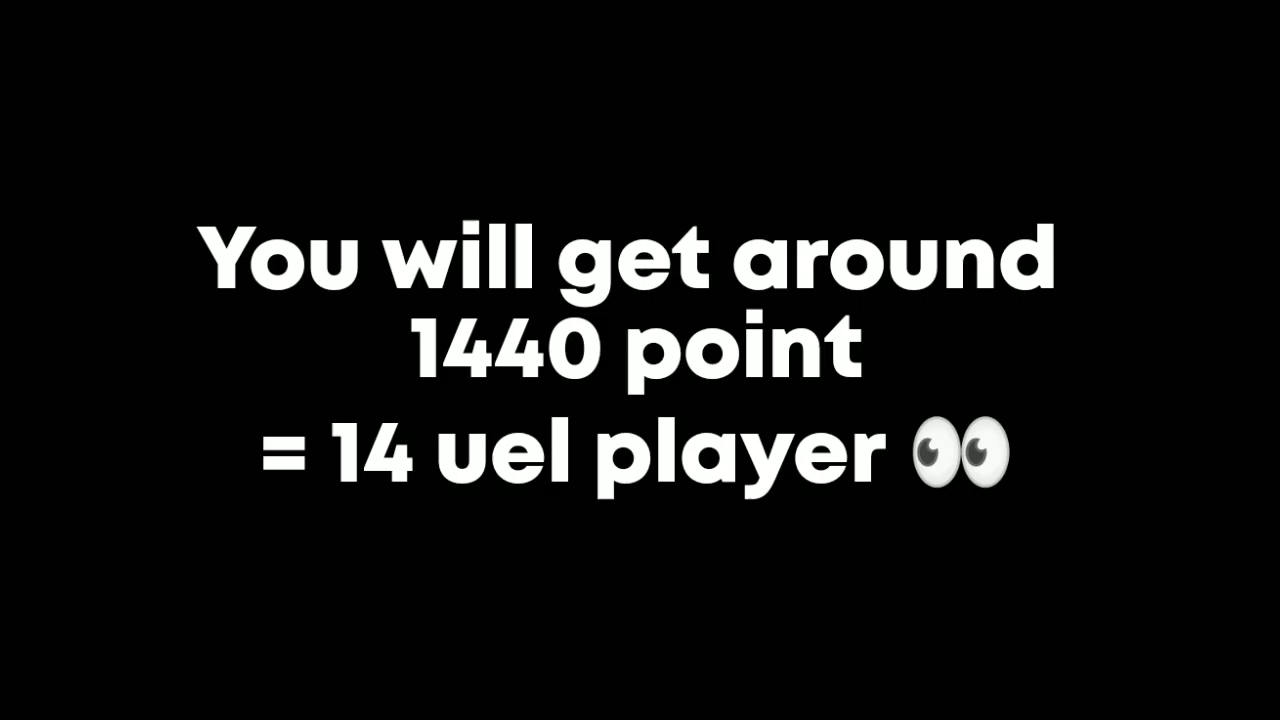 You will get around
1440 point
= 14 uel player 👀